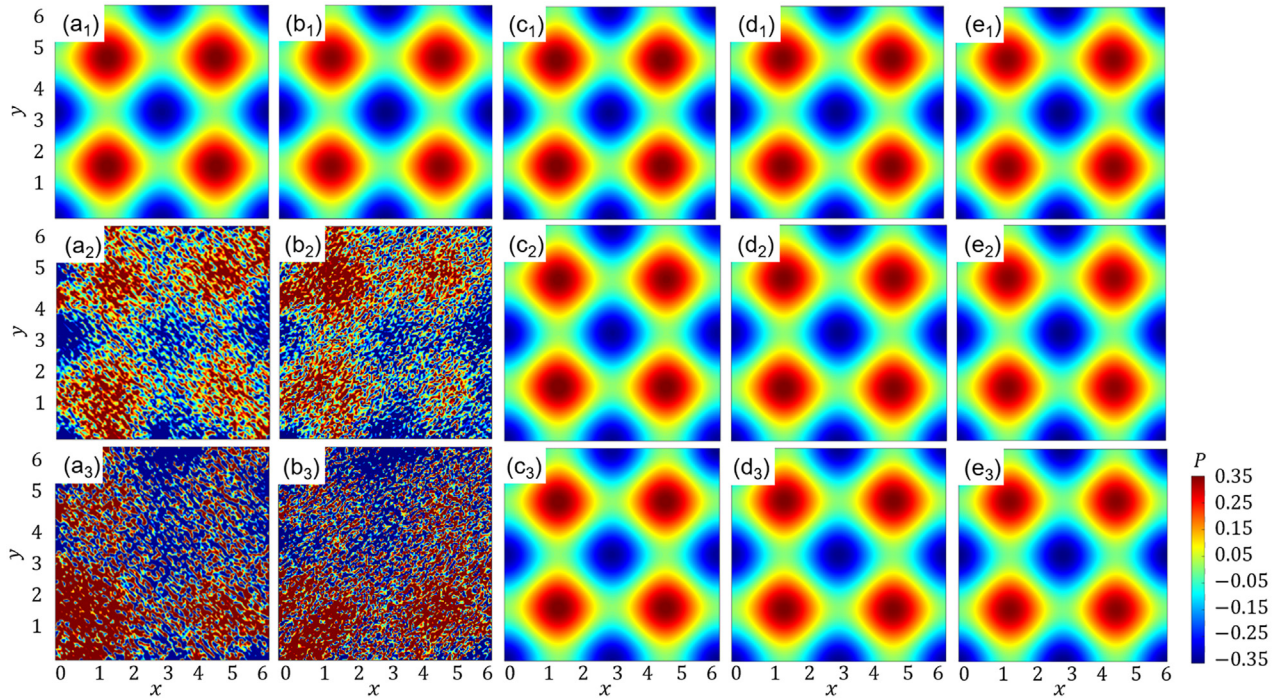 (a₁) (b₁) (c₁) (d₁) (e₁)
6
5
4
y
3
2
1
(a₂) (b₂) (c₂) (d₂) (e₂)
6
5
4
y
3
2
1
(a₃) (b₃) (c₃) (d₃) (e₃)
6
5
4
y
3
2
1
P
0.35
0.25
0.15
0.05
−0.05
−0.15
−0.25
−0.35
0 1 2 3 4 5 6 0 1 2 3 4 5 6 0 1 2 3 4 5 6 0 1 2 3 4 5 6 0 1 2 3 4 5 6
x x x x x